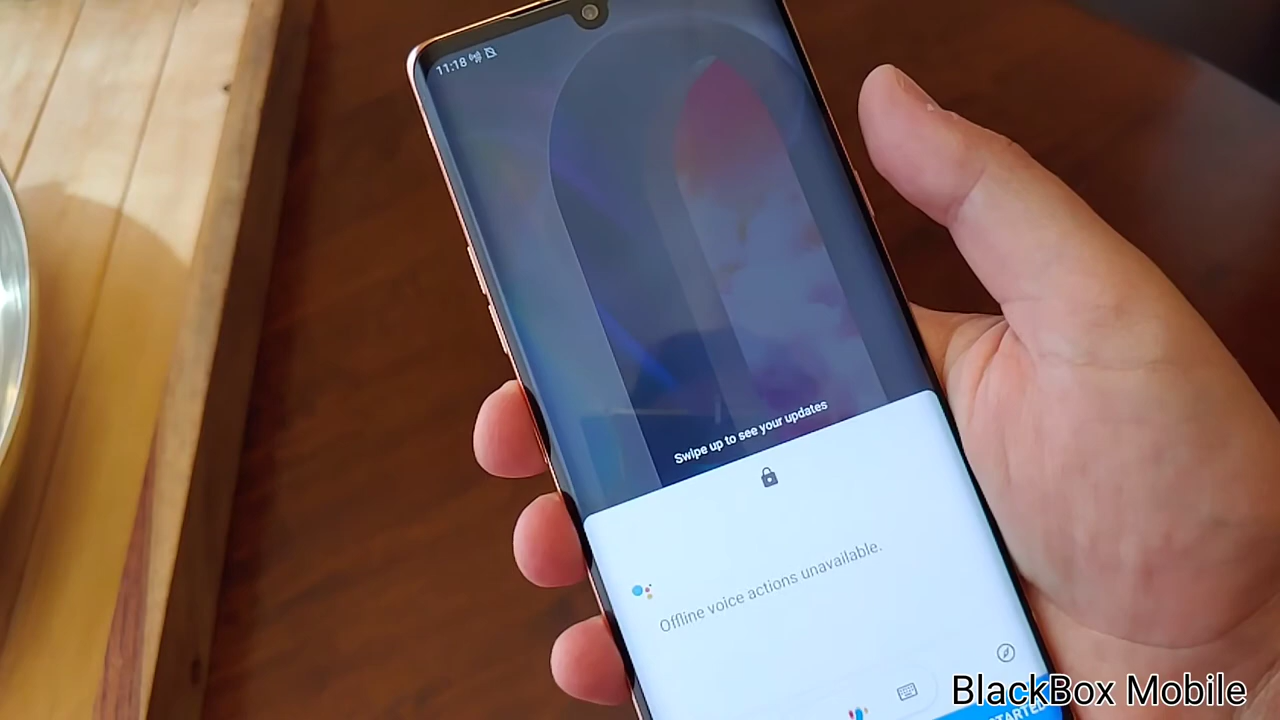 11:18
Swipe up to see your updates
Offline voice actions unavailable.
BlackBox Mobile